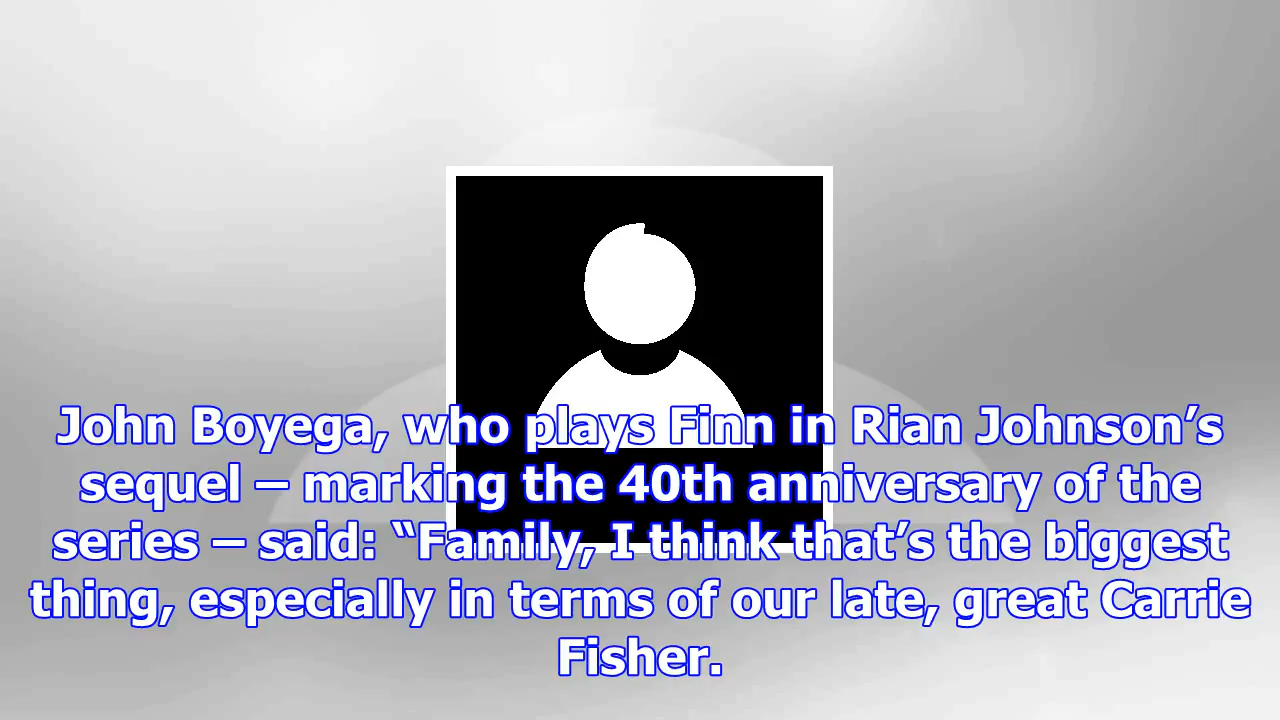 John Boyega, who plays Finn in Rian Johnson’s
sequel – marking the 40th anniversary of the
series – said: “Family, I think that’s the biggest
thing, especially in terms of our late, great Carrie
Fisher.